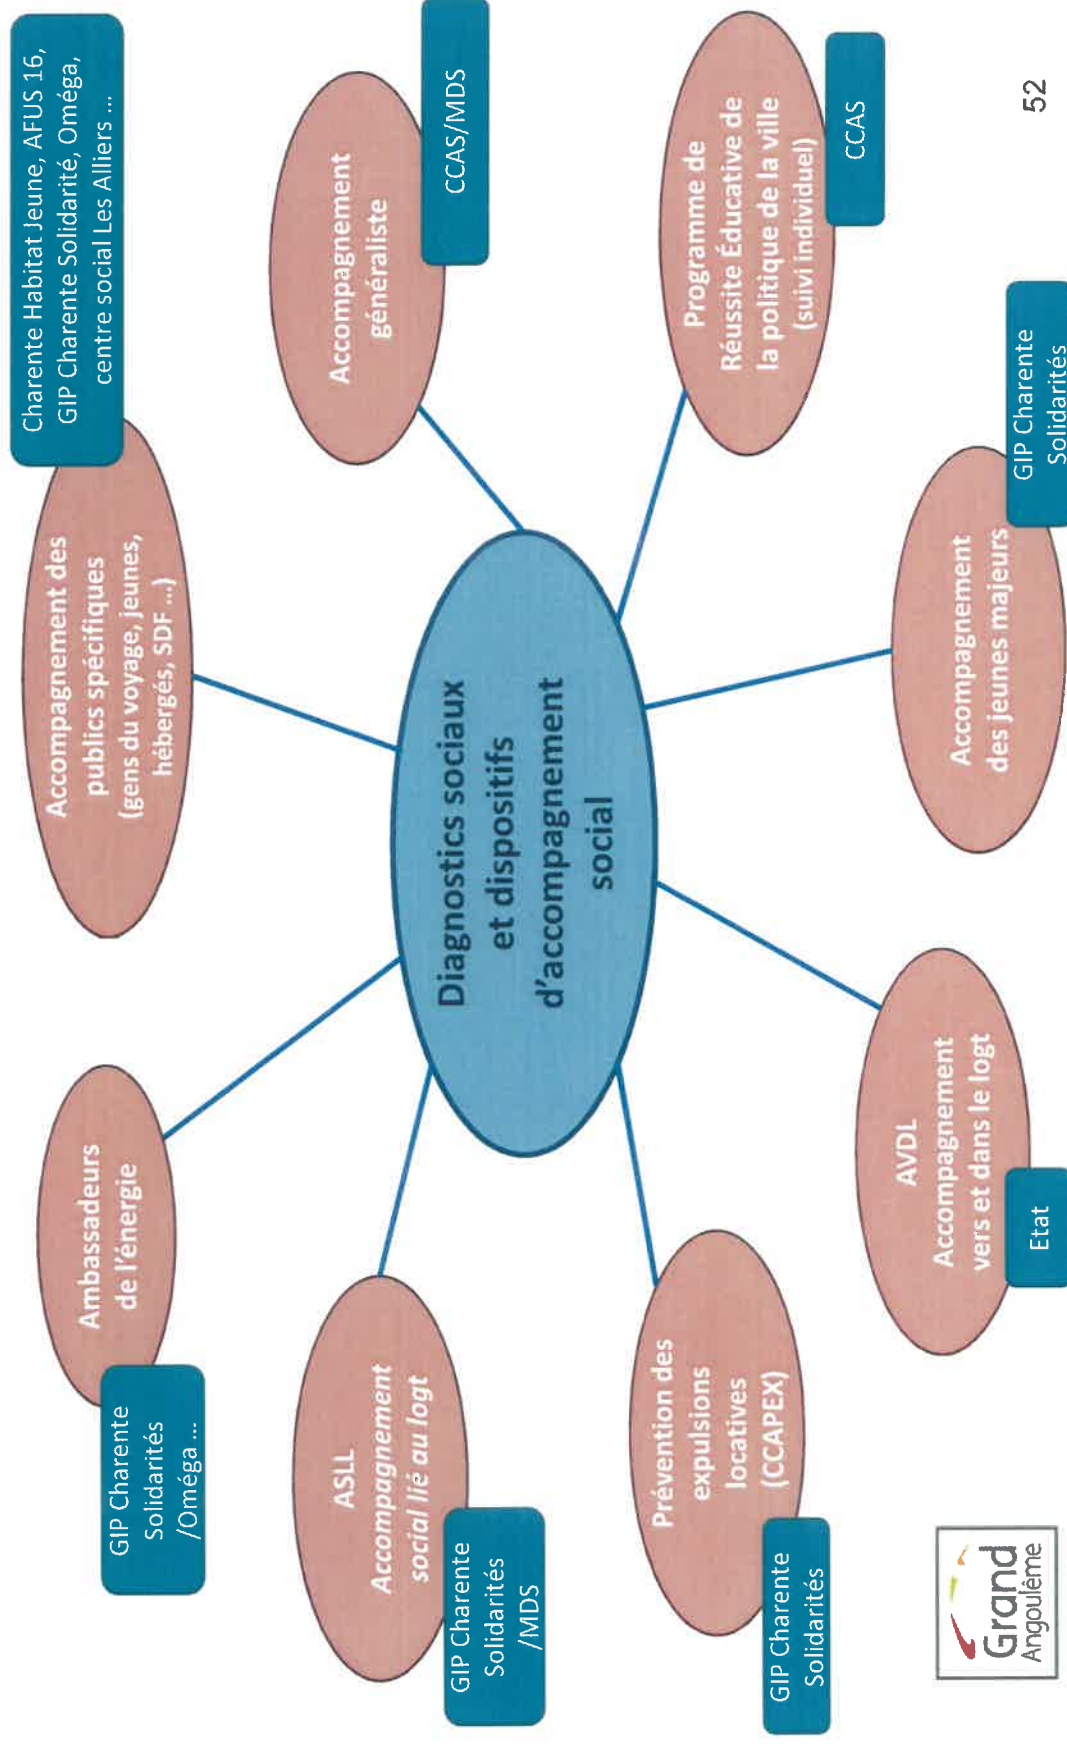 Ambassadeurs
de l'énergie
GIP Charente
Solidarités
/Oméga ...
Accompagnement des
publics spécifiques
(gens du voyage, jeunes,
hébergés, SDF ...)
Charente Habitat Jeune, AFUS 16,
GIP Charente Solidarité, Oméga,
centre social Les Alliers ...
ASLL
Accompagnement
social lié au logt
GIP Charente
Solidarités
/MDS
Diagnostics sociaux
et dispositifs
d'accompagnement
social
Accompagnement
généraliste
CCAS/MDS
Prévention des
expulsions
locatives
(CCAPEX)
GIP Charente
Solidarités
Programme de
Réussite Éducative de
la politique de la ville
(suivi individuel)
CCAS
AVDL
Accompagnement
vers et dans le logt
Etat
Accompagnement
des jeunes majeurs
GIP Charente
Solidarités
Grand
Angoulême
52